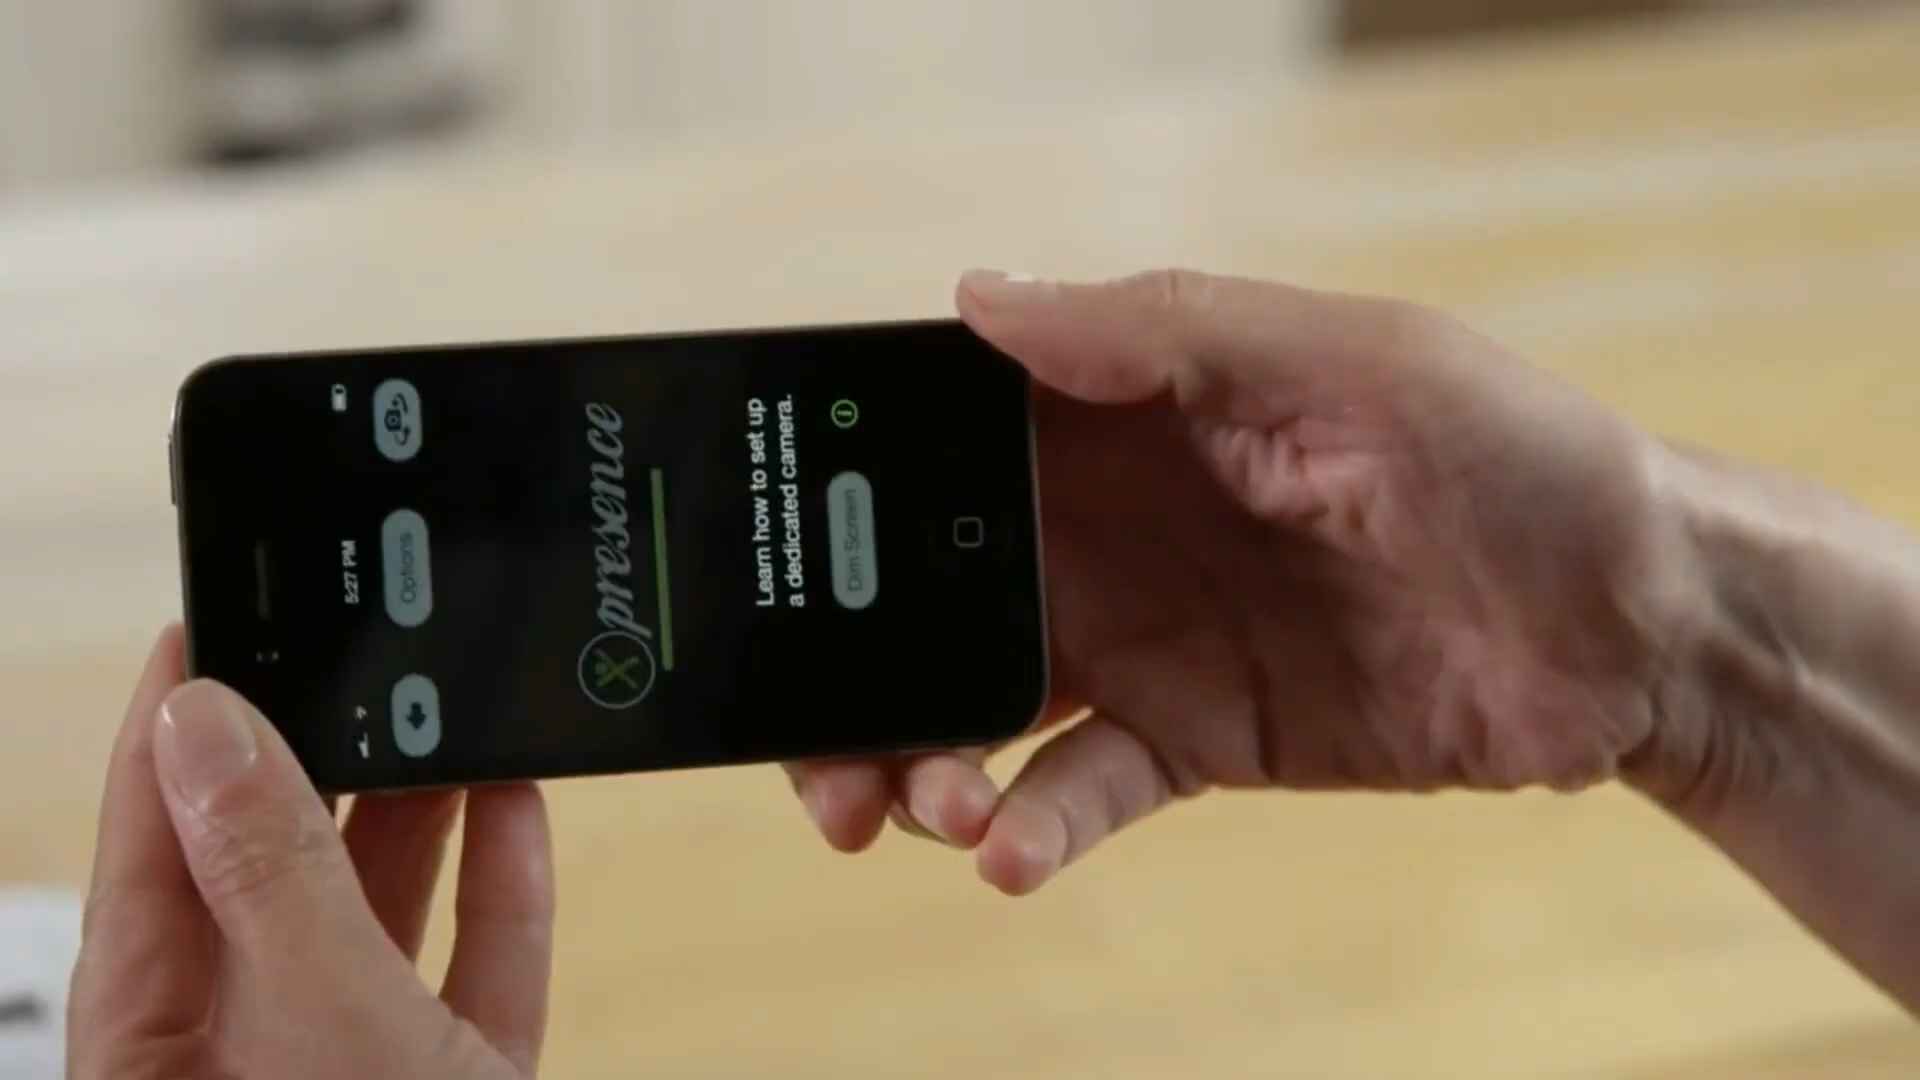 5:27 PM
Options
presence
Learn how to set up
a dedicated camera.
Dim Screen
i